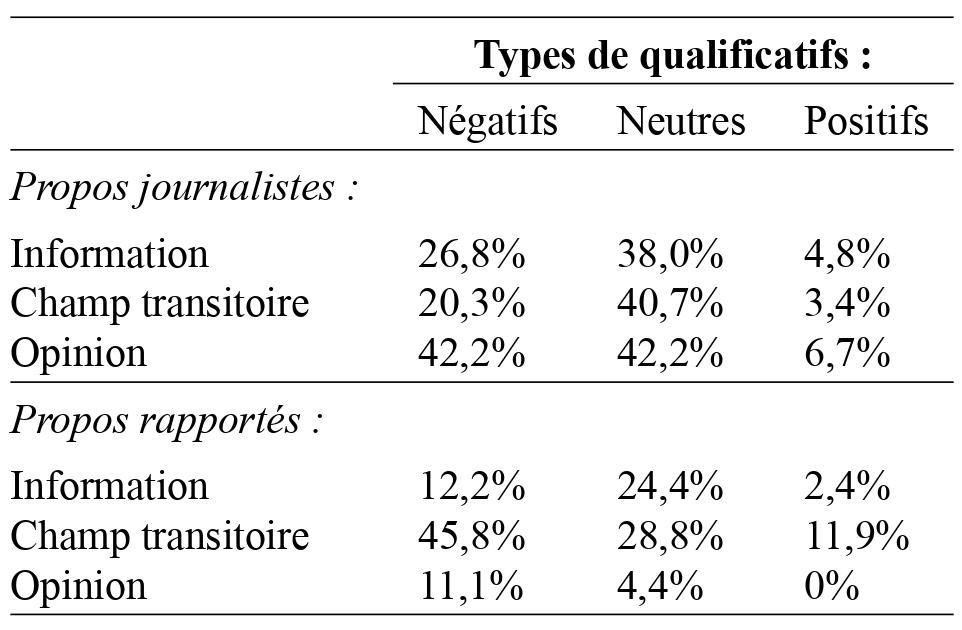 Types de qualificatifs :
Négatifs Neutres Positifs
Propos journalistes :
Information 26,8% 38,0% 4,8%
Champ transitoire 20,3% 40,7% 3,4%
Opinion 42,2% 42,2% 6,7%
Propos rapportés :
Information 12,2% 24,4% 2,4%
Champ transitoire 45,8% 28,8% 11,9%
Opinion 11,1% 4,4% 0%